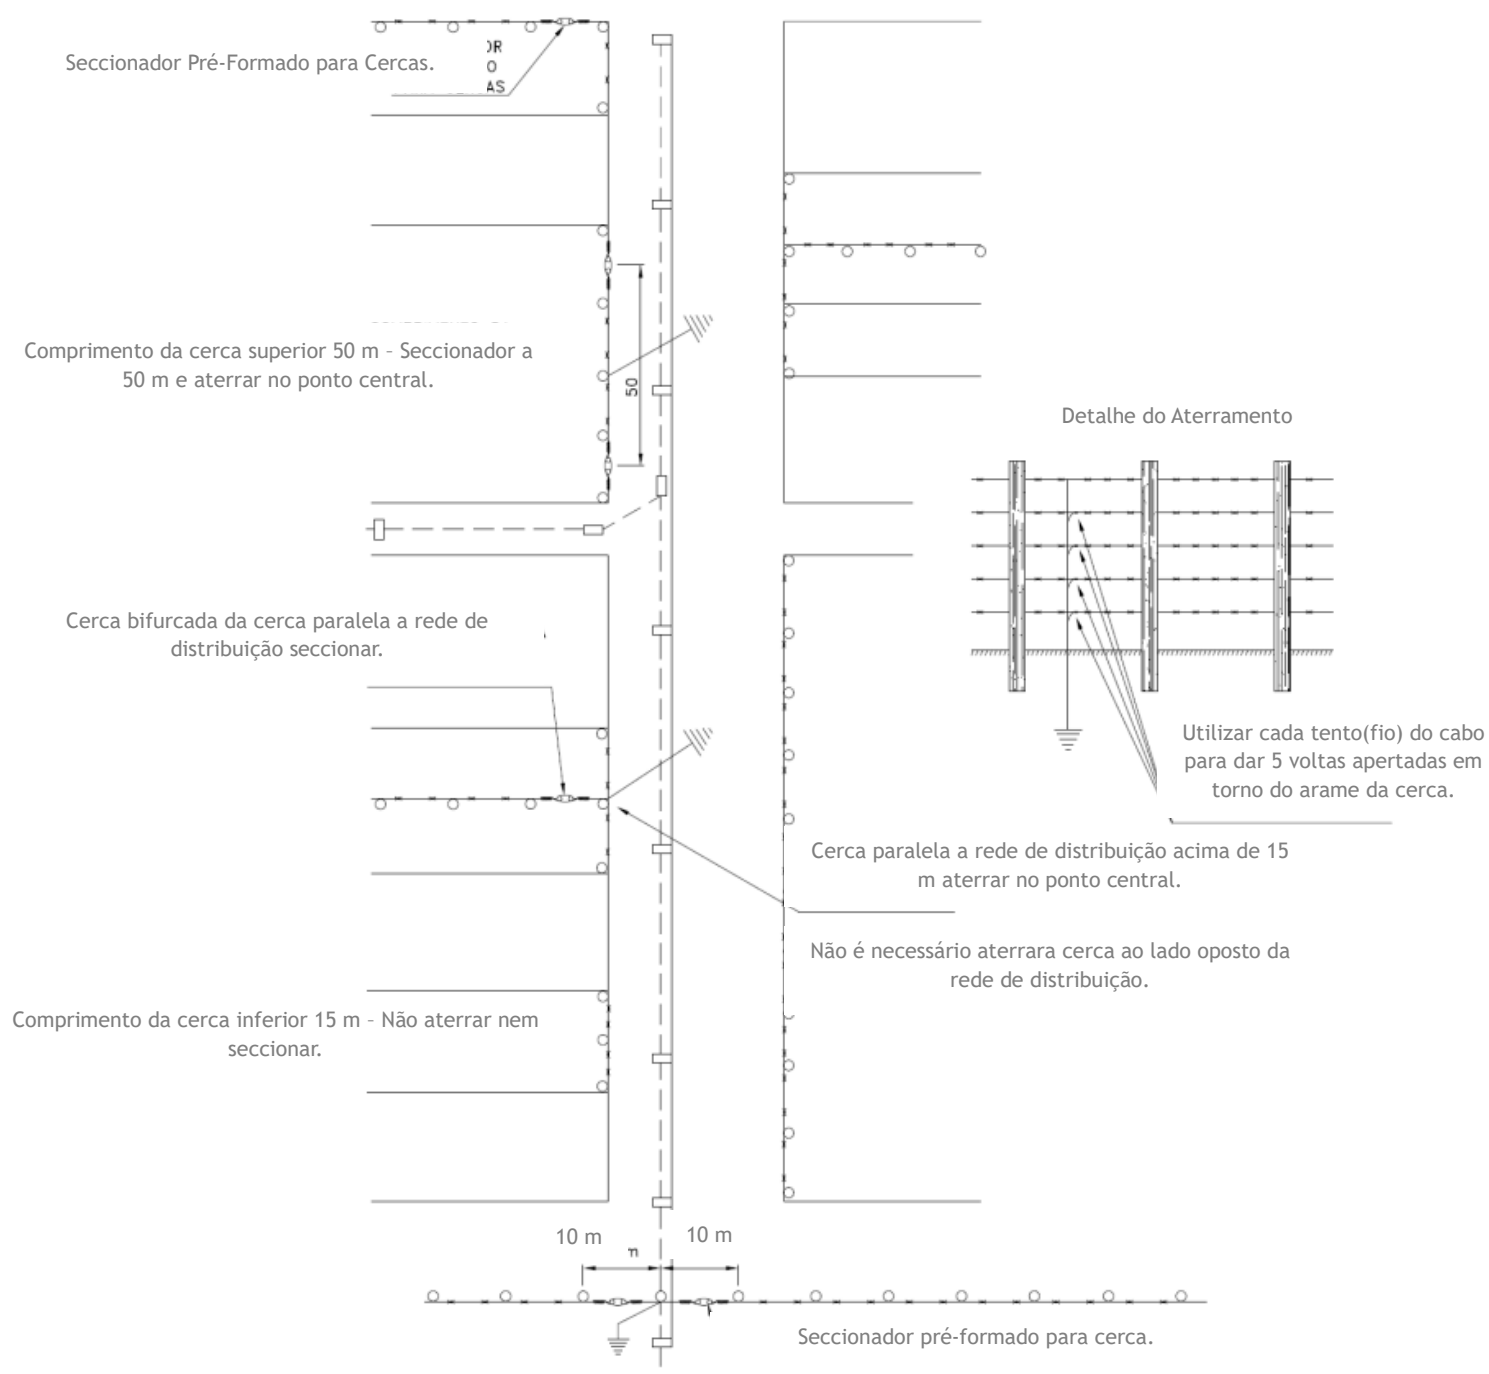 Seccionador Pré-Formado para Cercas.
O
AS
Comprimento da cerca superior 50 m – Seccionador a
50 m e aterrar no ponto central.
50
Detalhe do Aterramento
Cerca bifurcada da cerca paralela a rede de
distribuição seccionar.
Utilizar cada tento(fio) do cabo
para dar 5 voltas apertadas em
torno do arame da cerca.
Cerca paralela a rede de distribuição acima de 15
m aterrar no ponto central.
Não é necessário aterrara cerca ao lado oposto da
rede de distribuição.
Comprimento da cerca inferior 15 m – Não aterrar nem
seccionar.
10 m
10 m
Seccionador pré-formado para cerca.